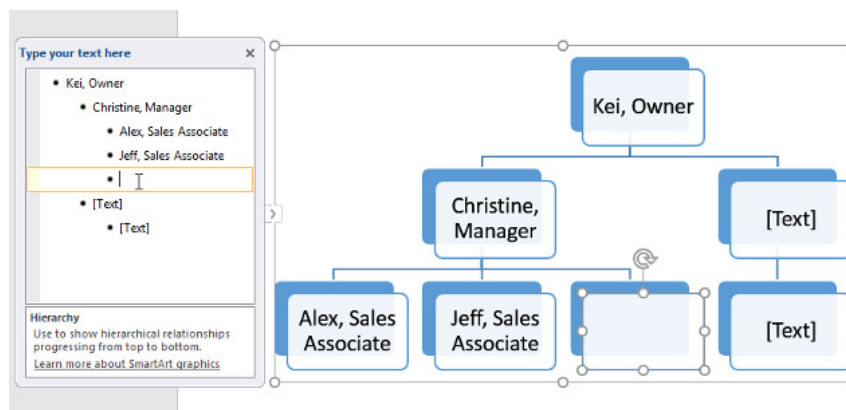 Type your text here
Kei, Owner
Christine, Manager
Alex, Sales Associate
Jeff, Sales Associate
[Text]
[Text]
Hierarchy
Use to show hierarchical relationships
progressing from top to bottom.
Learn more about SmartArt graphics
Kei, Owner
Christine,
Manager
[Text]
Alex, Sales
Associate
Jeff, Sales
Associate
[Text]